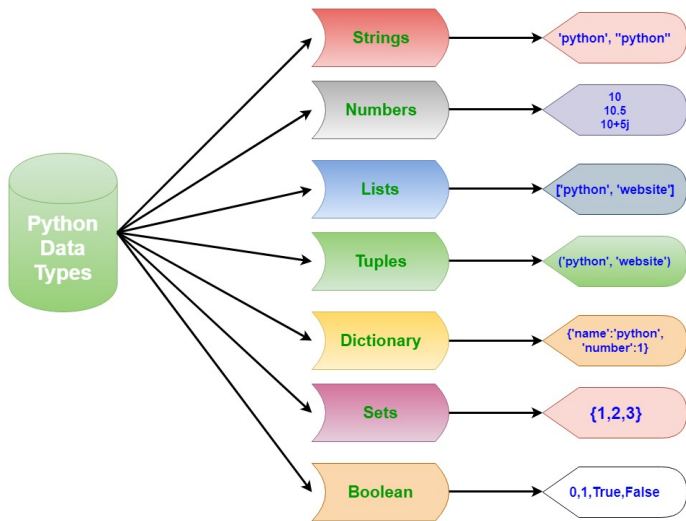 Python
Data
Types
Strings
'python', "python"
Numbers
10
10.5
10+5j
Lists
['python', 'website']
Tuples
('python', 'website')
Dictionary
{'name':'python',
'number':1}
Sets
{1,2,3}
Boolean
0,1,True,False